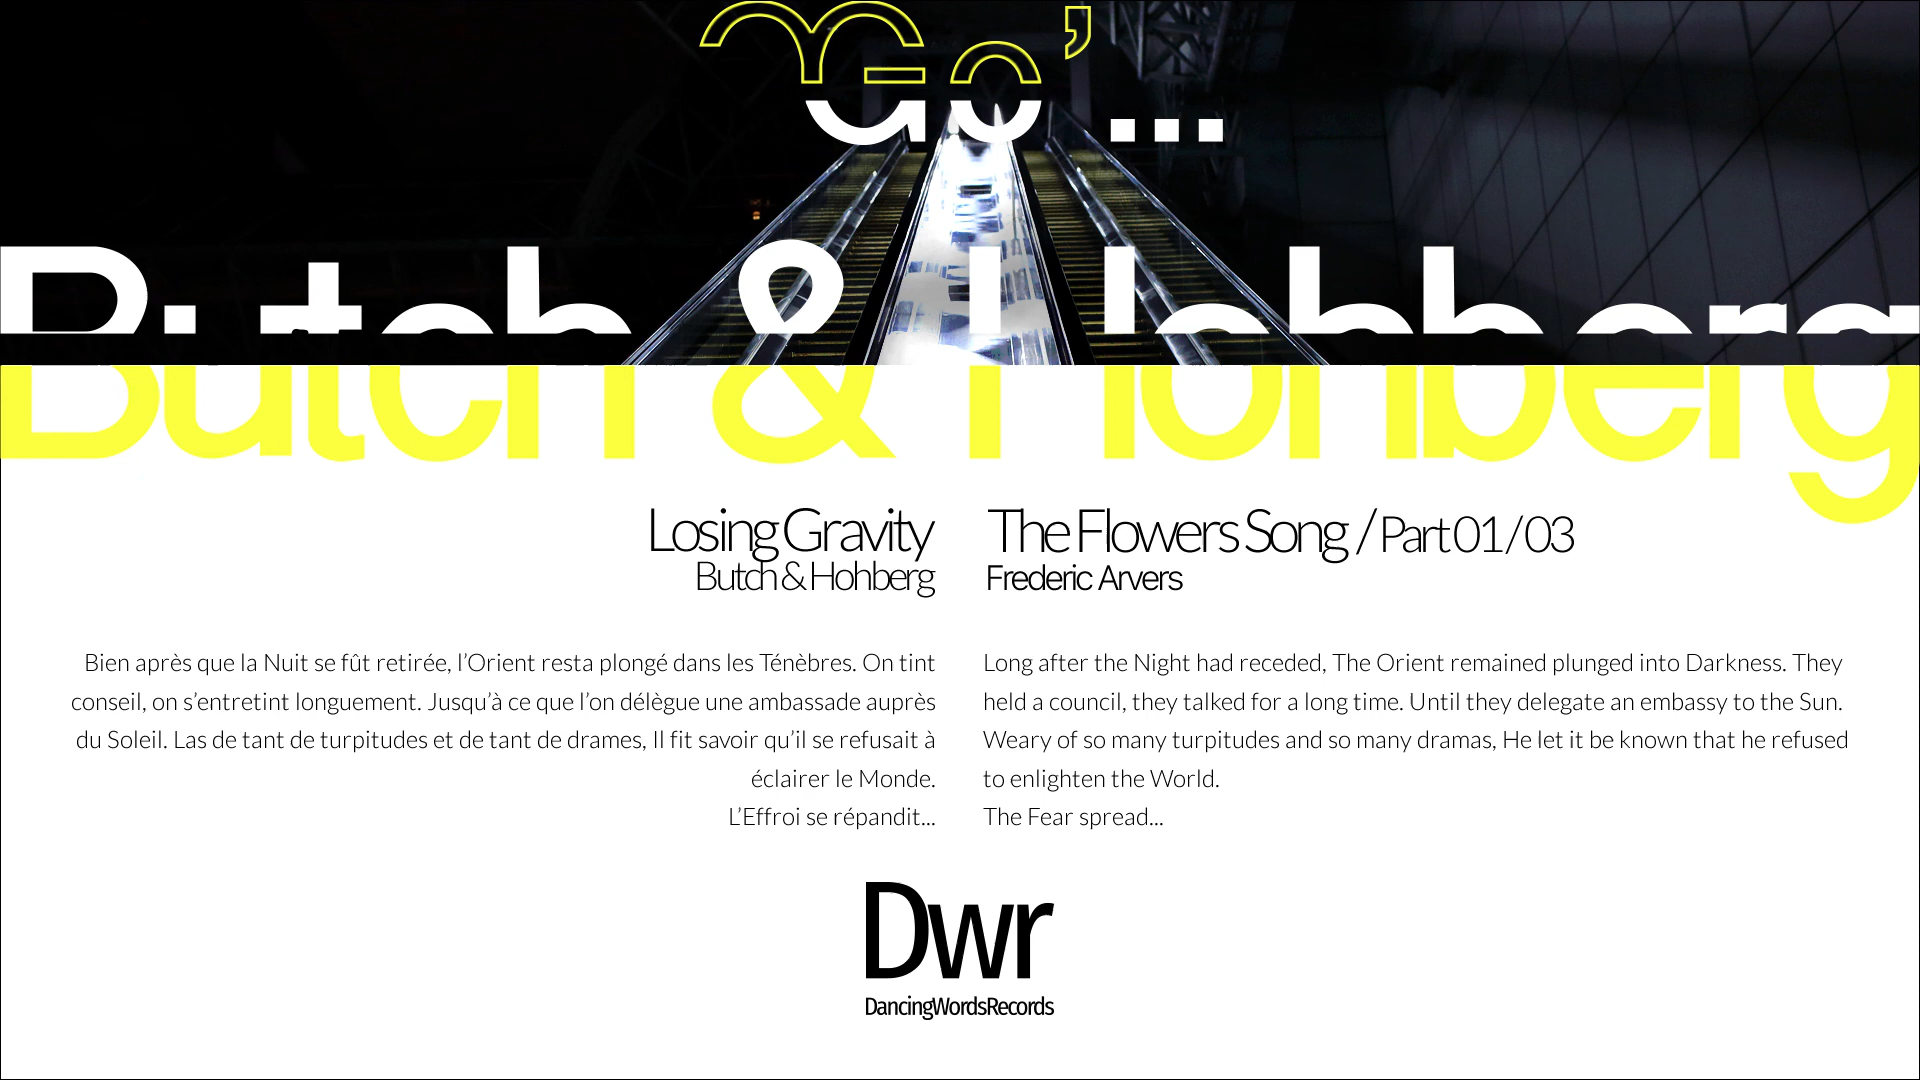 Go’...
Butch & Hohberg
Losing Gravity
Butch & Hohberg
Bien après que la Nuit se fût retirée, l’Orient resta plongé dans les Ténèbres. On tint
conseil, on s’entretint longuement. Jusqu’à ce que l’on délègue une ambassade auprès
du Soleil. Las de tant de turpitudes et de tant de drames, Il fit savoir qu’il se refusait à
éclairer le Monde.
L’Effroi se répandit...
The Flowers Song / Part 01/03
Frederic Arvers
Long after the Night had receded, The Orient remained plunged into Darkness. They
held a council, they talked for a long time. Until they delegate an embassy to the Sun.
Weary of so many turpitudes and so many dramas, He let it be known that he refused
to enlighten the World.
The Fear spread...
Dwr
DancingWordsRecords